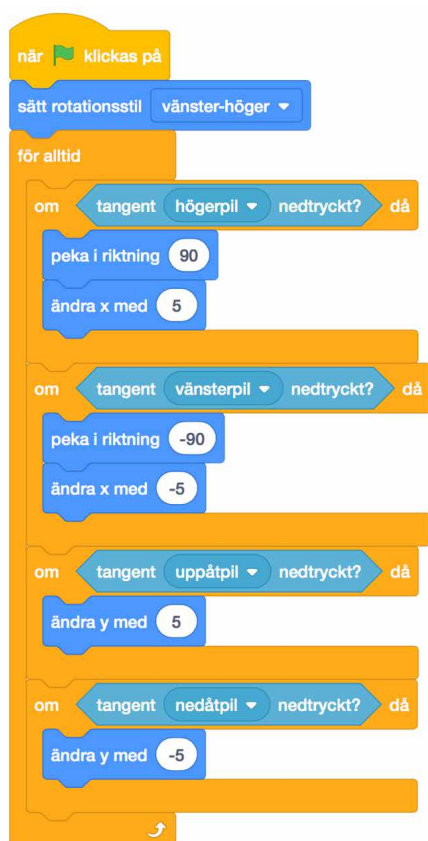 när klickas på
sätt rotationsstil vänster-höger
för alltid
om tangent högerpil nedtryckt? då
peka i riktning 90
ändra x med 5
om tangent vänsterpil nedtryckt? då
peka i riktning -90
ändra x med -5
om tangent uppåtpil nedtryckt? då
ändra y med 5
om tangent nedåtpil nedtryckt? då
ändra y med -5